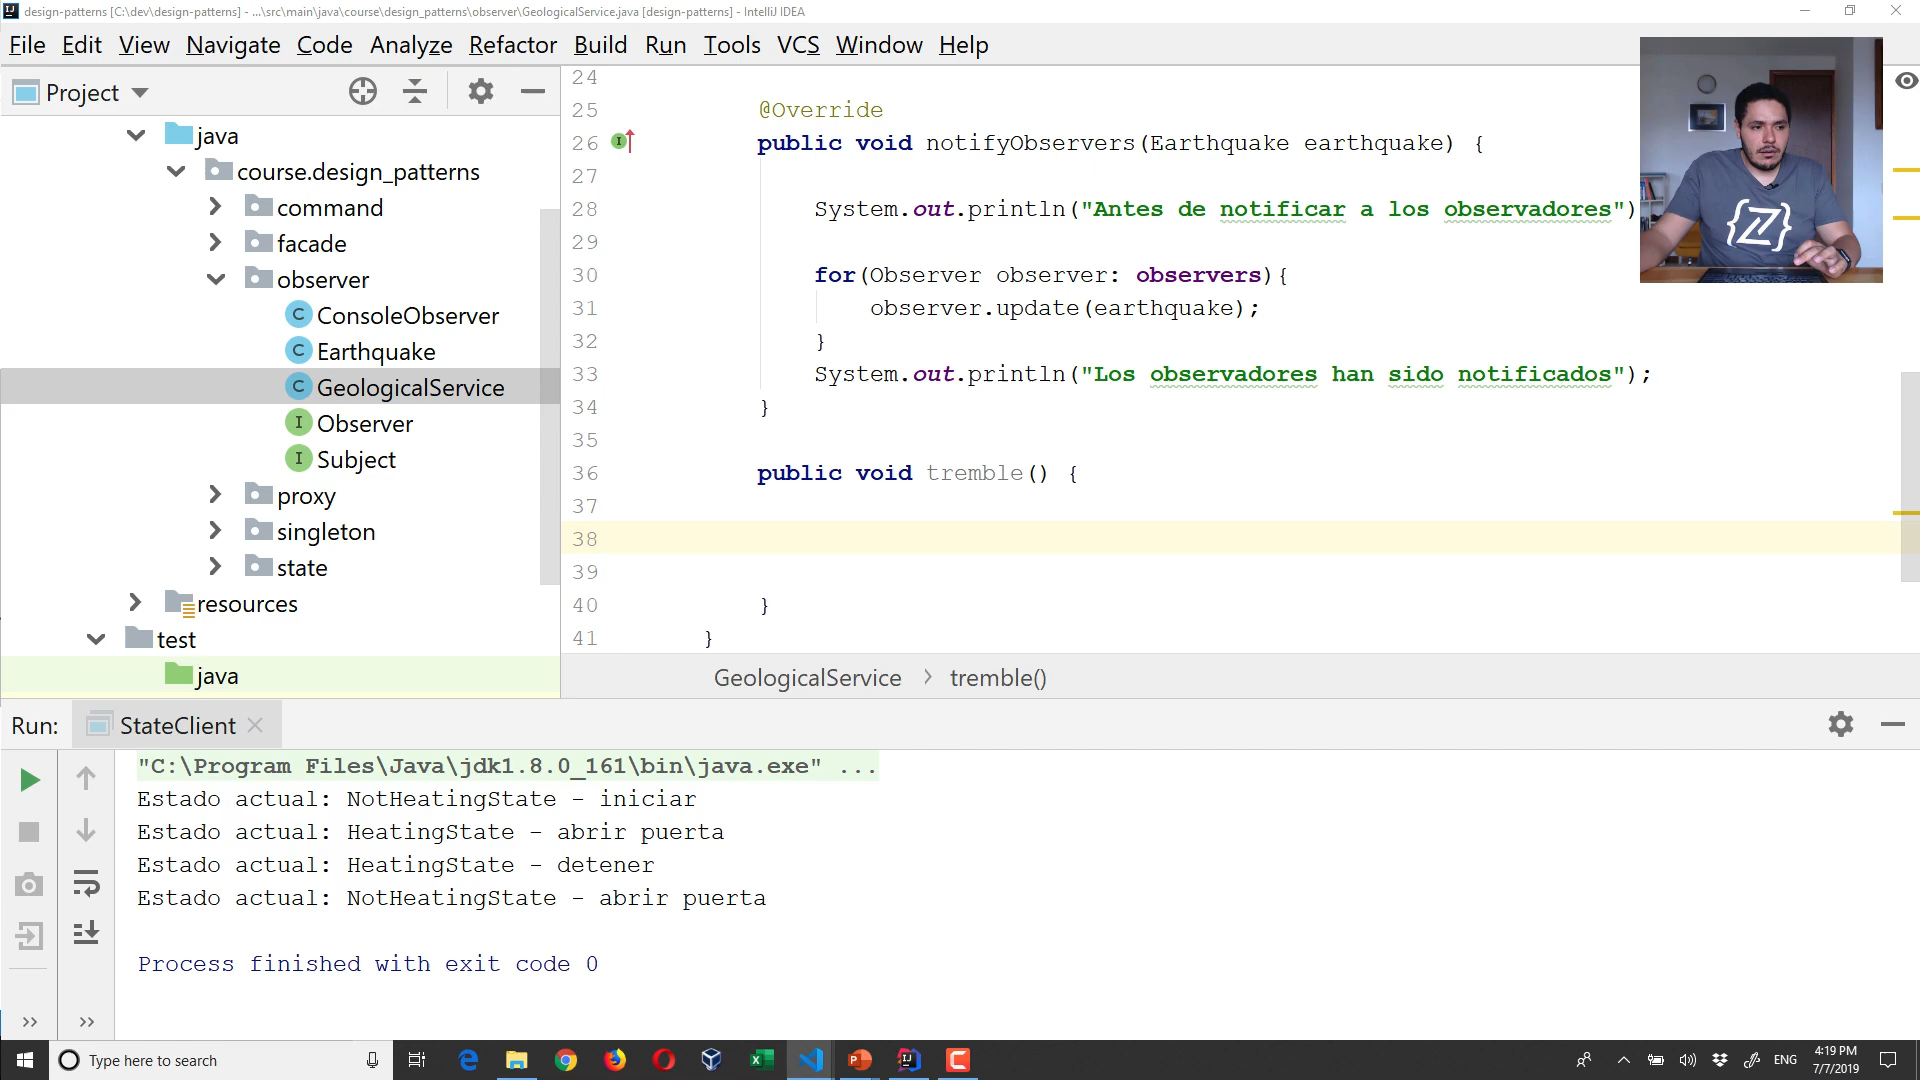 design-patterns [C:\dev\design-patterns] - ...\src\main\java\course\design_patterns\observer\GeologicalService.java [design-patterns] - IntelliJ IDEA
File Edit View Navigate Code Analyze Refactor Build Run Tools VCS Window Help
Project
java
course.design_patterns
command
facade
observer
ConsoleObserver
Earthquake
GeologicalService
Observer
Subject
proxy
singleton
state
resources
test
java
24
25 @Override
26 public void notifyObservers(Earthquake earthquake) {
27
28 System.out.println("Antes de notificar a los observadores")
29
30 for(Observer observer: observers){
31 observer.update(earthquake);
32 }
33 System.out.println("Los observadores han sido notificados");
34 }
35
36 public void tremble() {
37
38
39
40 }
41 }
GeologicalService > tremble()
Run: StateClient
"C:\Program Files\Java\jdk1.8.0_161\bin\java.exe" ...
Estado actual: NotHeatingState - iniciar
Estado actual: HeatingState - abrir puerta
Estado actual: HeatingState - detener
Estado actual: NotHeatingState - abrir puerta
Process finished with exit code 0
Type here to search
ENG
4:19 PM
7/7/2019